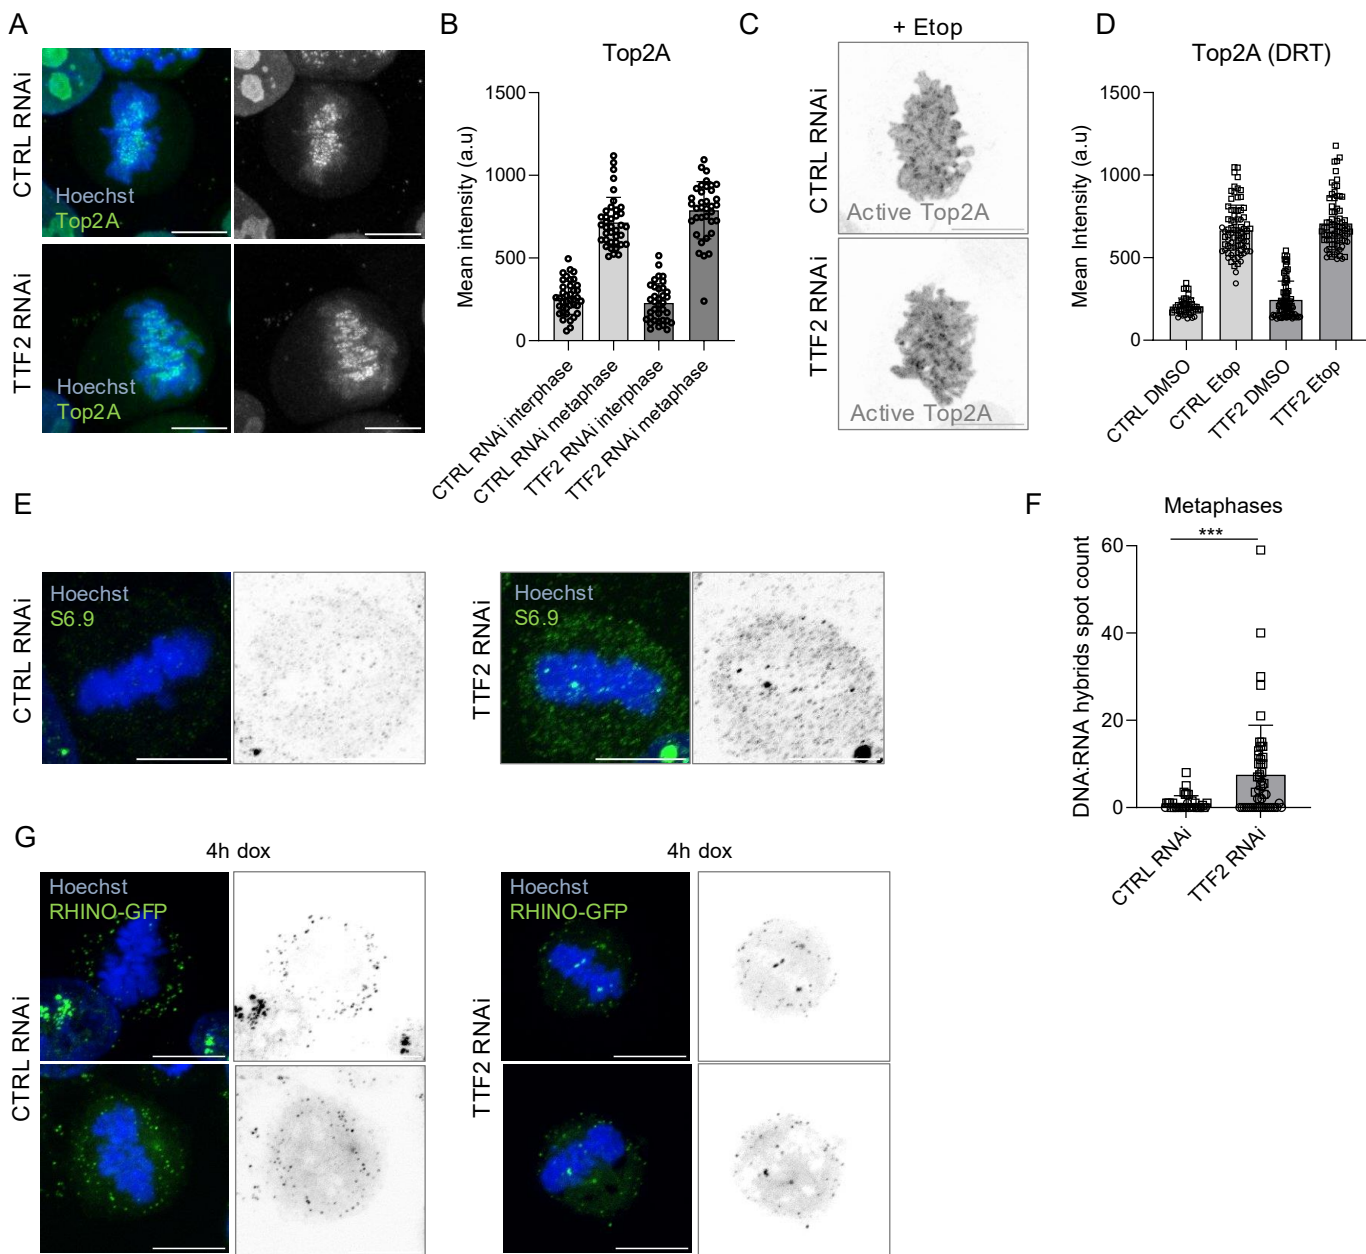 A
CTRL RNAi
Hoechst
Top2A
TTF2 RNAi
Hoechst
Top2A
B
Top2A
Mean intensity (a.u)
1500
1000
500
0
CTRL RNAi interphase
CTRL RNAi metaphase
TTF2 RNAi interphase
TTF2 RNAi metaphase
C
+ Etop
CTRL RNAi
Active Top2A
TTF2 RNAi
Active Top2A
D
Top2A (DRT)
Mean Intensity (a.u)
1500
1000
500
0
CTRL DMSO
CTRL Etop
TTF2 DMSO
TTF2 Etop
E
CTRL RNAi
Hoechst
S6.9
TTF2 RNAi
Hoechst
S6.9
F
Metaphases
***
DNA:RNA hybrids spot count
60
40
20
0
CTRL RNAi
TTF2 RNAi
G
4h dox
CTRL RNAi
Hoechst
RHINO-GFP
4h dox
TTF2 RNAi
Hoechst
RHINO-GFP